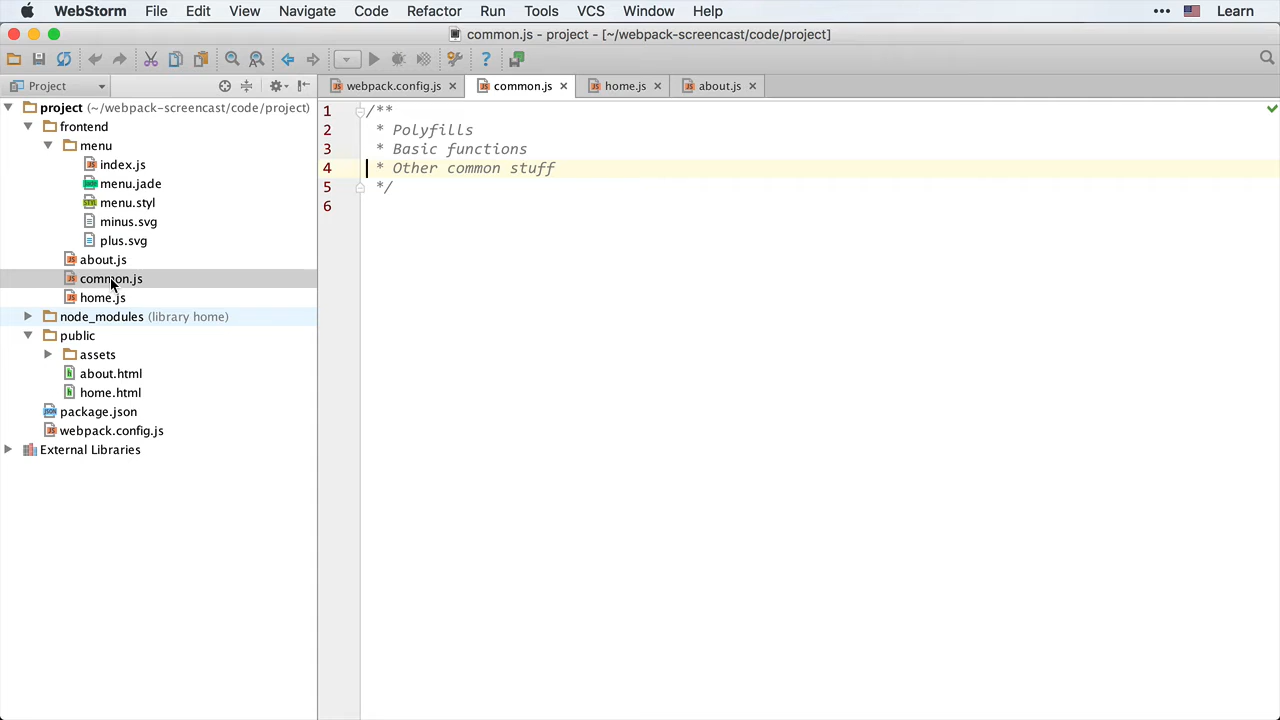 WebStorm File Edit View Navigate Code Refactor Run Tools VCS Window Help ••• Learn
common.js - project - [~/webpack-screencast/code/project]
Project
webpack.config.js common.js home.js about.js
project (~/webpack-screencast/code/project)
frontend
menu
index.js
menu.jade
menu.styl
minus.svg
plus.svg
about.js
common.js
home.js
node_modules (library home)
public
assets
about.html
home.html
package.json
webpack.config.js
External Libraries
1 /**
2 * Polyfills
3 * Basic functions
4 * Other common stuff
5 */
6